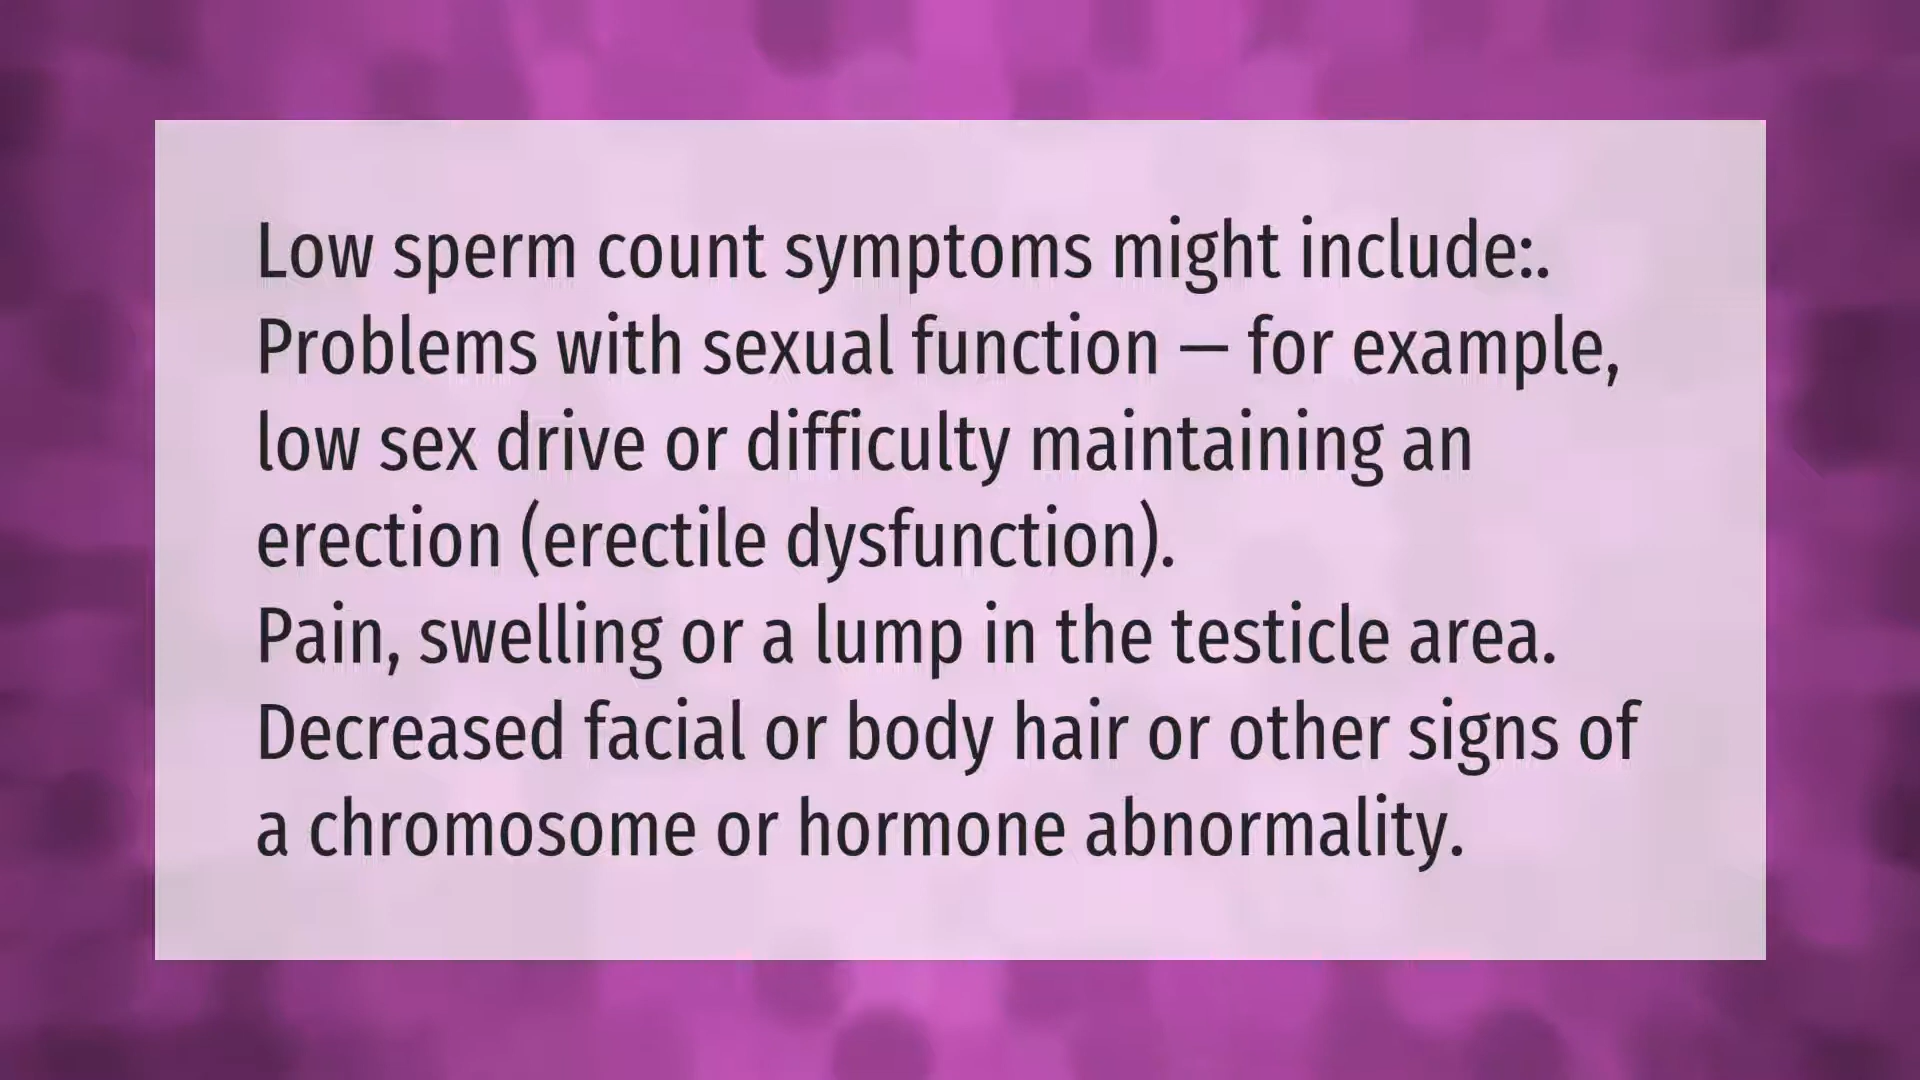 Low sperm count symptoms might include:.
Problems with sexual function — for example,
low sex drive or difficulty maintaining an
erection (erectile dysfunction).
Pain, swelling or a lump in the testicle area.
Decreased facial or body hair or other signs of
a chromosome or hormone abnormality.